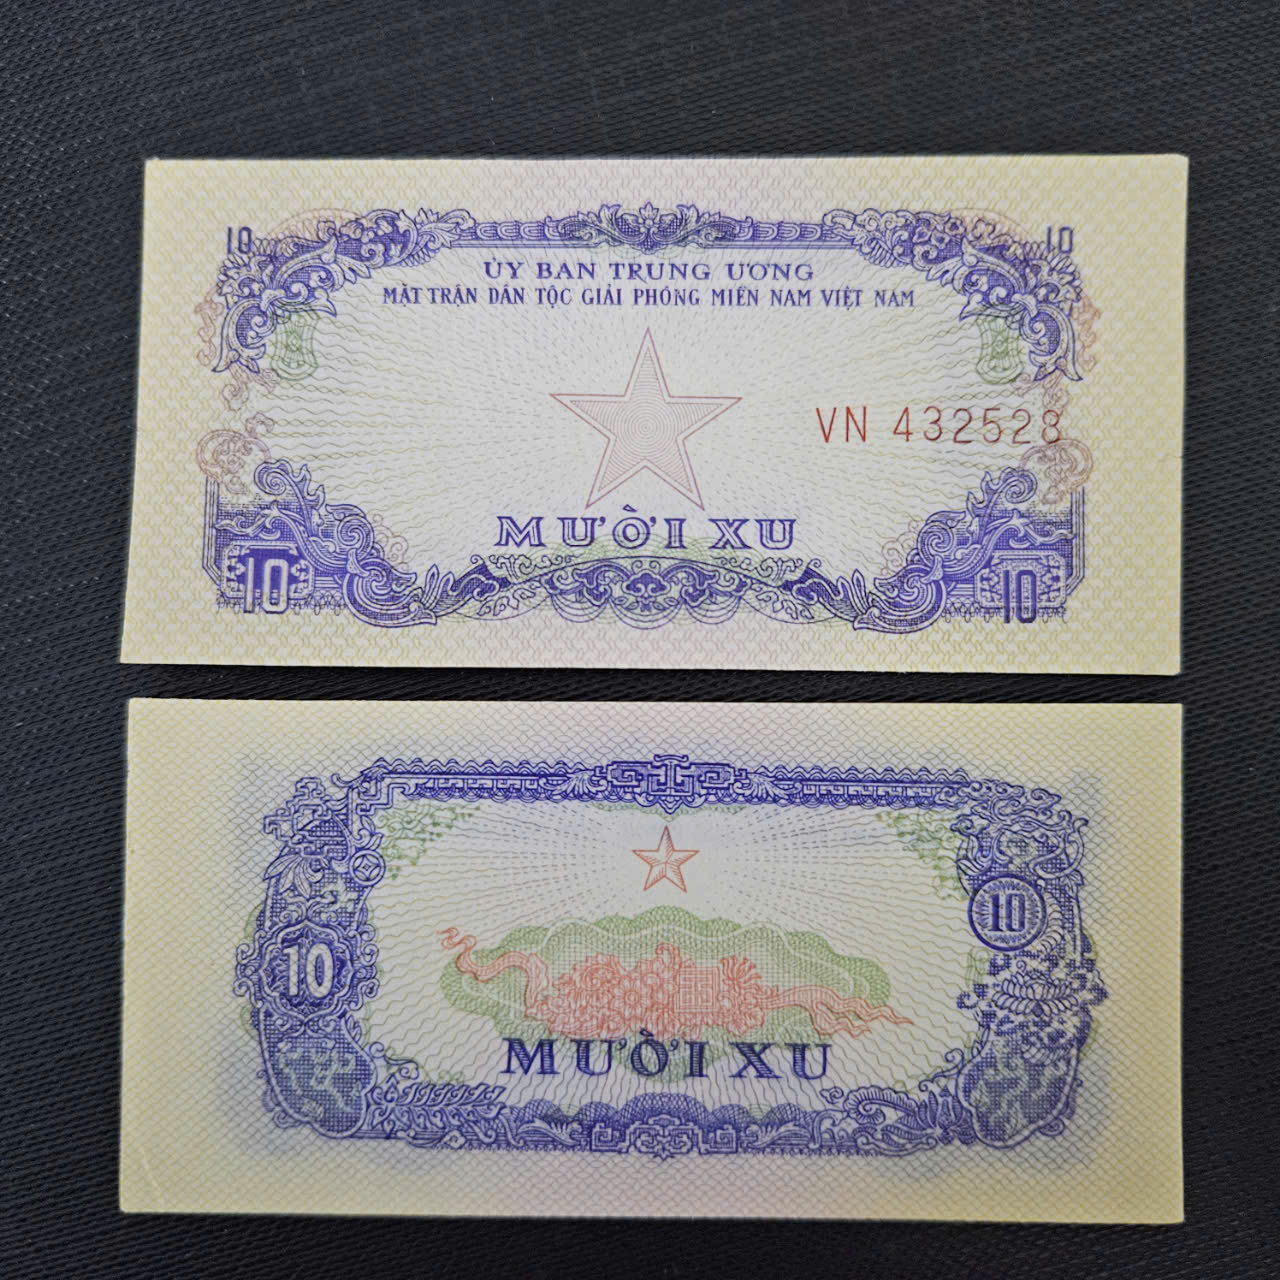 10 10
ỦY BAN TRUNG ƯƠNG
MẶT TRẬN DÂN TỘC GIẢI PHÓNG MIỀN NAM VIỆT NAM
VN 432528
MƯỜI XU
10 10
10
10
MƯỜI XU